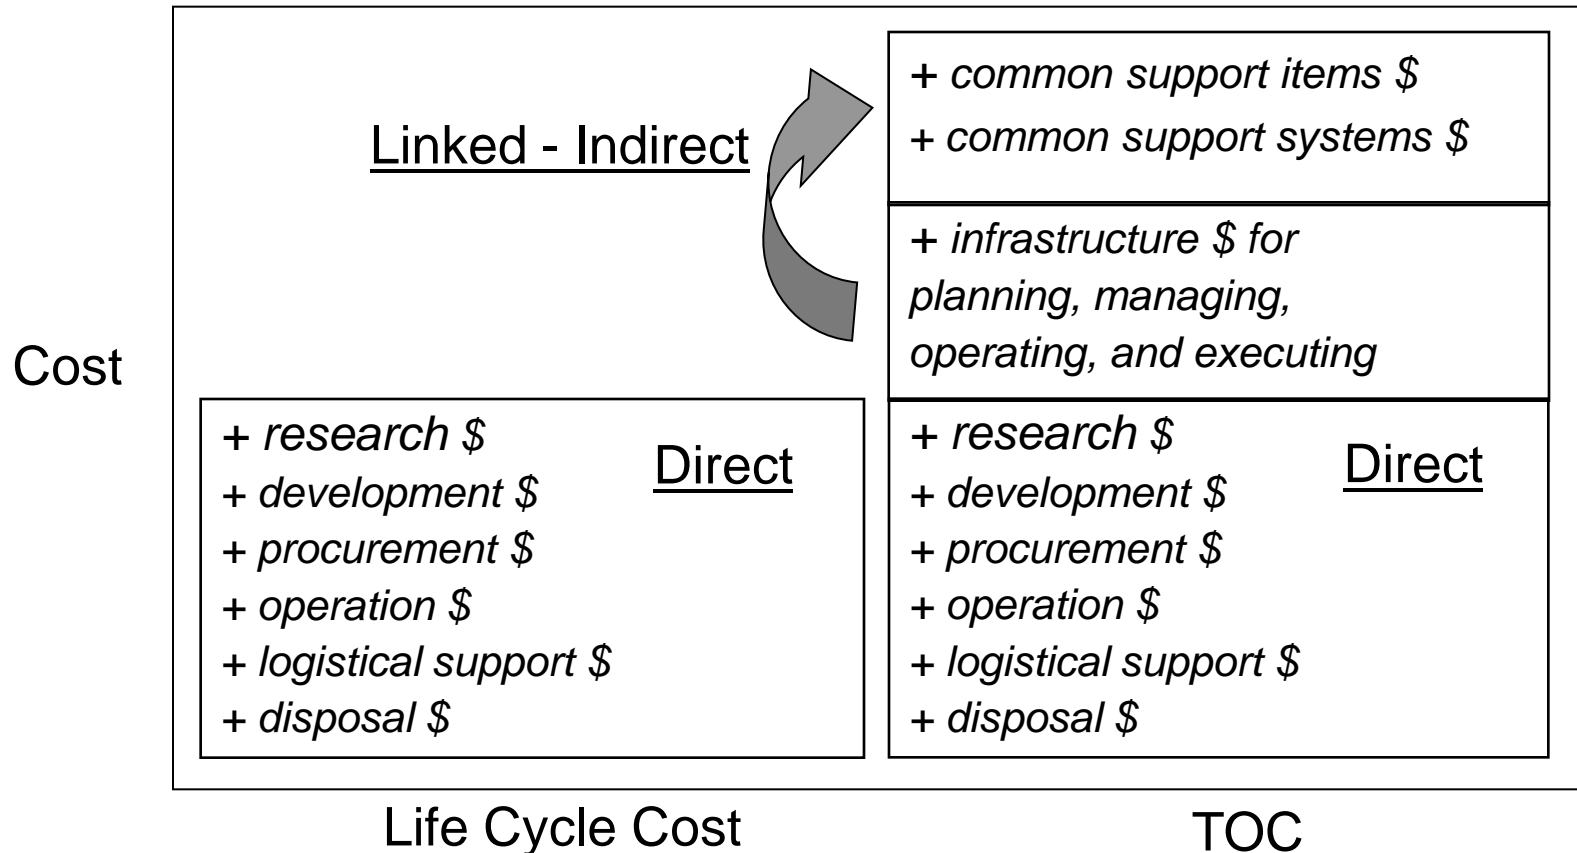 + common support items $
+ common support systems $
Linked - Indirect
+ infrastructure $ for
planning, managing,
operating, and executing
Cost
+ research $
+ development $
+ procurement $
+ operation $
+ logistical support $
+ disposal $
Direct
+ research $
+ development $
+ procurement $
+ operation $
+ logistical support $
+ disposal $
Direct
Life Cycle Cost
TOC